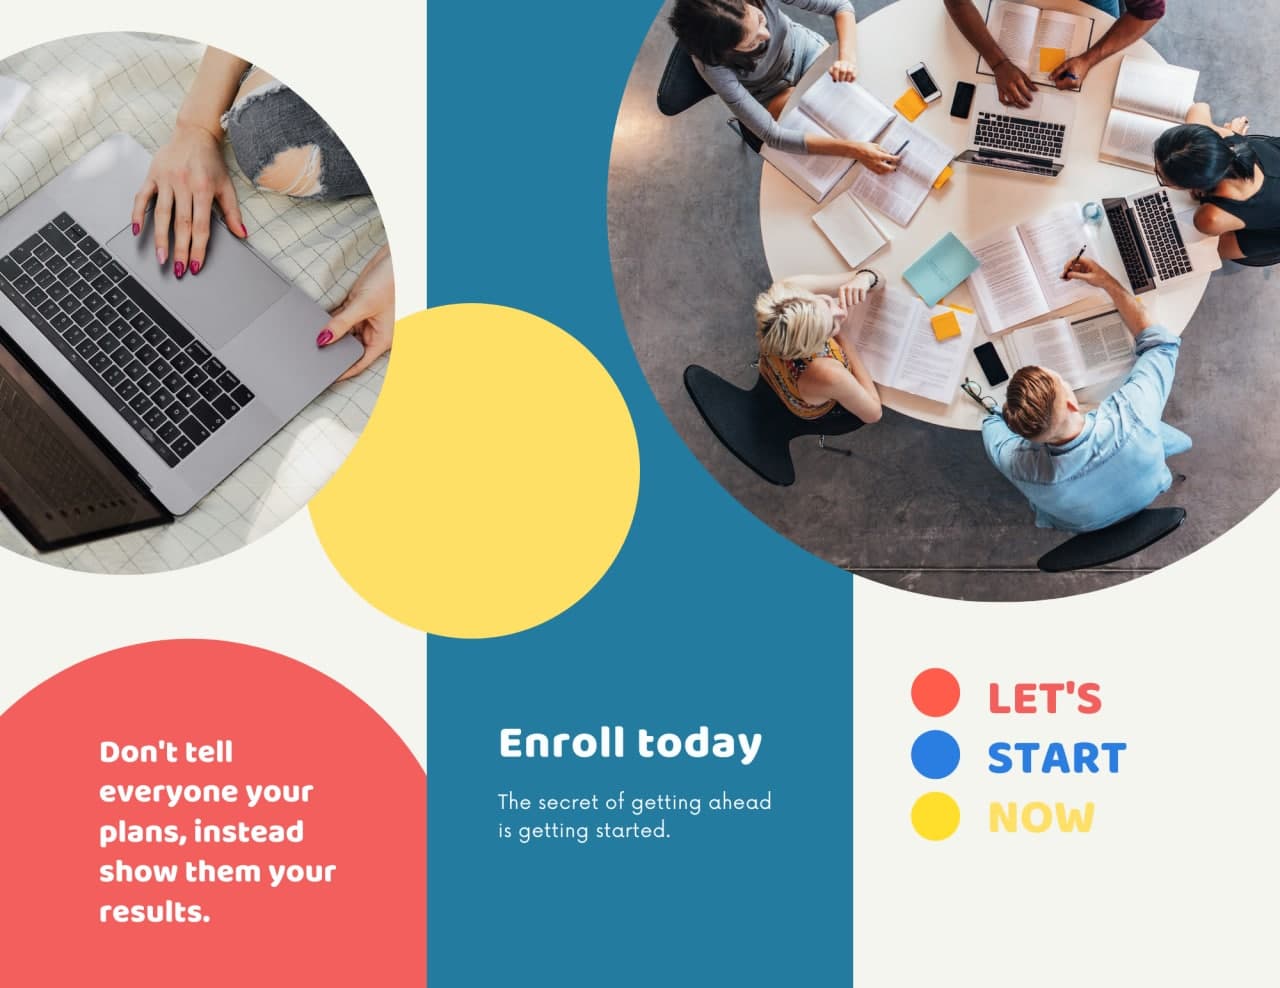 Don't tell
everyone your
plans, instead
show them your
results.
Enroll today
The secret of getting ahead
is getting started.
LET'S
START
NOW